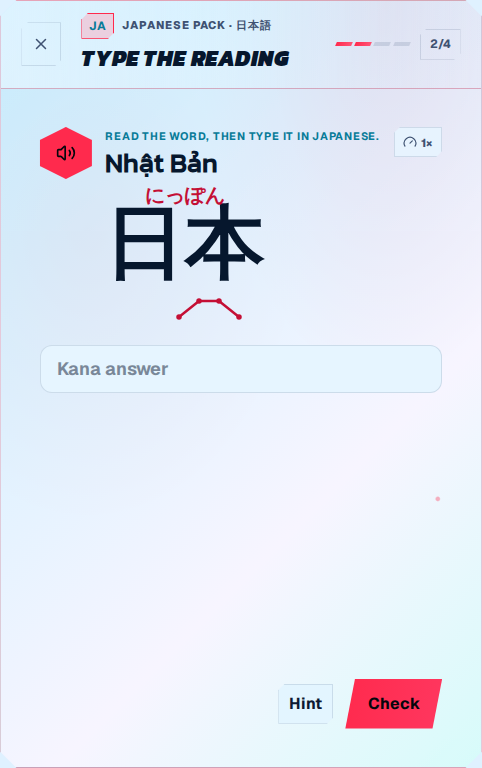 JA JAPANESE PACK · 日本語
TYPE THE READING
2/4
READ THE WORD, THEN TYPE IT IN JAPANESE.
1×
Nhật Bản
にっぽん
日本
Kana answer
Hint
Check